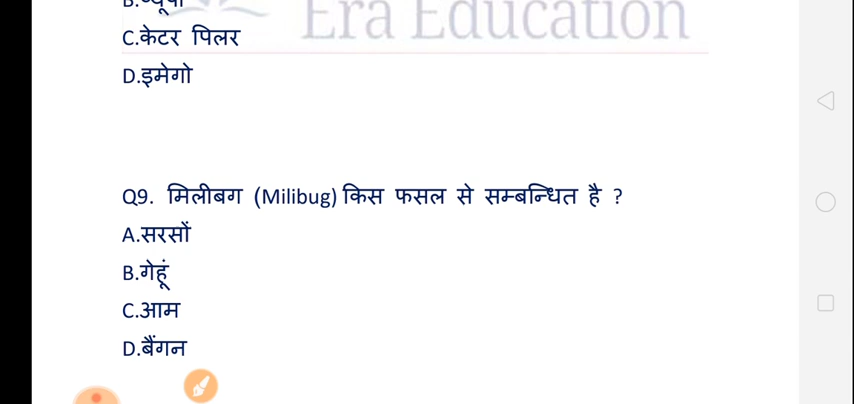 Era Education
C.केटर पिलर
D.इमेगो
Q9. मिलीबग (Milibug) किस फसल से सम्बन्धित है ?
A.सरसों
B.गेहूं
C.आम
D.बैंगन